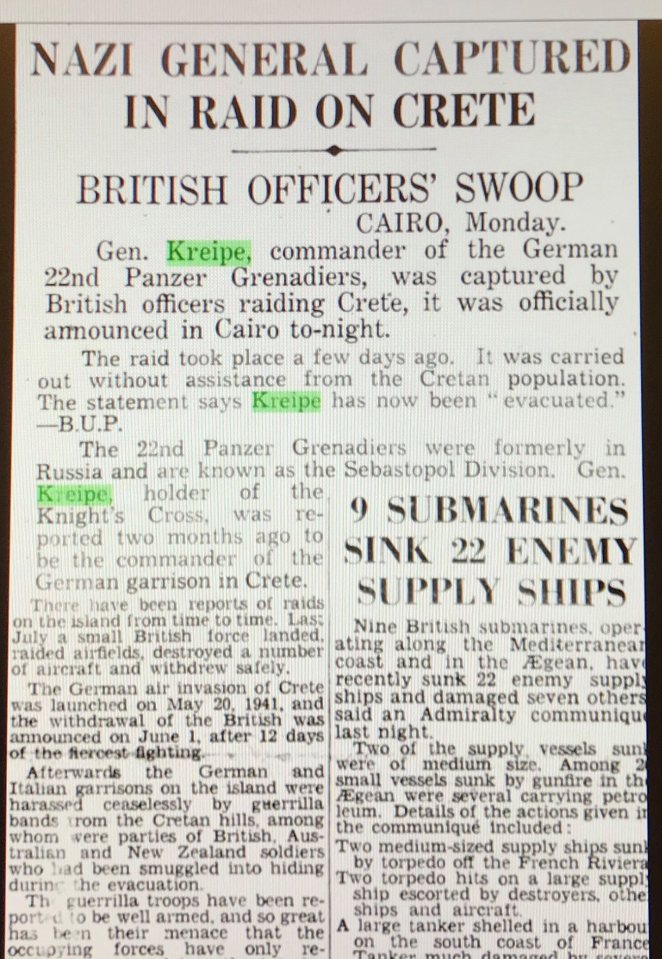 NAZI GENERAL CAPTURED
IN RAID ON CRETE
BRITISH OFFICERS' SWOOP
CAIRO, Monday.
Gen. Kreipe, commander of the German
22nd Panzer Grenadiers, was captured by
British officers raiding Crete, it was officially
announced in Cairo to-night.
The raid took place a few days ago. It was carried
out without assistance from the Cretan population.
The statement says Kreipe has now been "evacuated."
—B.U.P.
The 22nd Panzer Grenadiers were formerly in
Russia and are known as the Sebastopol Division. Gen.
Kreipe, holder of the
Knight's Cross, was re-
ported two months ago to
be the commander of the
German garrison in Crete.
There have been reports of raids
on the island from time to time. Last
July a small British force landed,
raided airfields, destroyed a number
of aircraft and withdrew safely.
The German air invasion of Crete
was launched on May 20, 1941, and
the withdrawal of the British was
announced on June 1, after 12 days
of the fiercest fighting.
Afterwards the German and
Italian garrisons on the island were
harassed ceaselessly by guerrilla
bands from the Cretan hills, among
whom were parties of British, Aus-
tralian and New Zealand soldiers
who had been smuggled into hiding
during the evacuation.
The guerrilla troops have been re-
ported to be well armed, and so great
has been their menace that the
occupying forces have only re-
9 SUBMARINES
SINK 22 ENEMY
SUPPLY SHIPS
Nine British submarines, oper-
ating along the Mediterranean
coast and in the Ægean, have
recently sunk 22 enemy supply
ships and damaged seven others
said an Admiralty communiqué
last night.
Two of the supply vessels sunk
were of medium size. Among
small vessels sunk by gunfire in the
Ægean were several carrying petro
leum. Details of the actions given in
the communiqué included:
Two medium-sized supply ships sunk
by torpedo off the French Riviera
Two torpedo hits on a large supply
ship escorted by destroyers, othe
ships and aircraft.
A large tanker shelled in a harbou
on the south coast of France
Tanker much damaged by severe